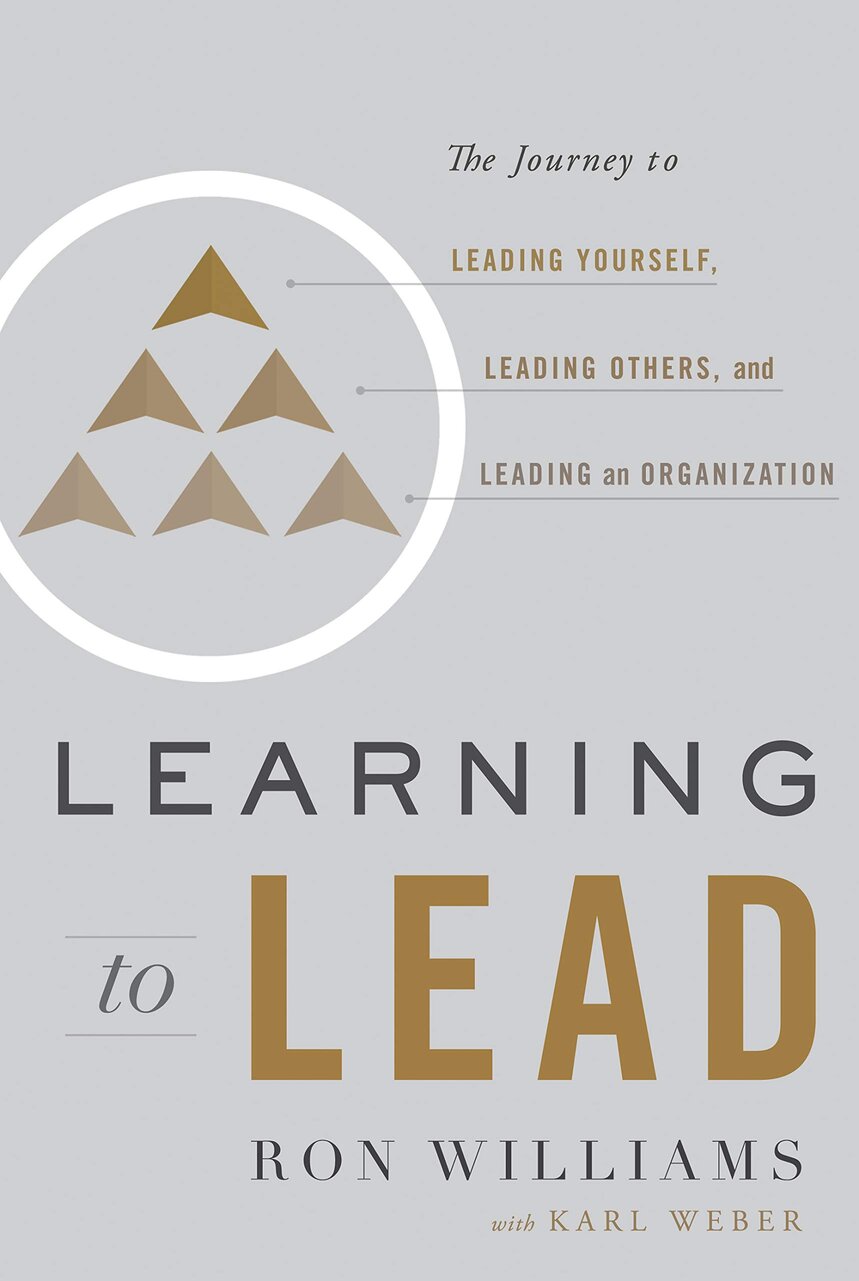 The Journey to
LEADING YOURSELF,
LEADING OTHERS, and
LEADING an ORGANIZATION
LEARNING
to LEAD
RON WILLIAMS
with KARL WEBER